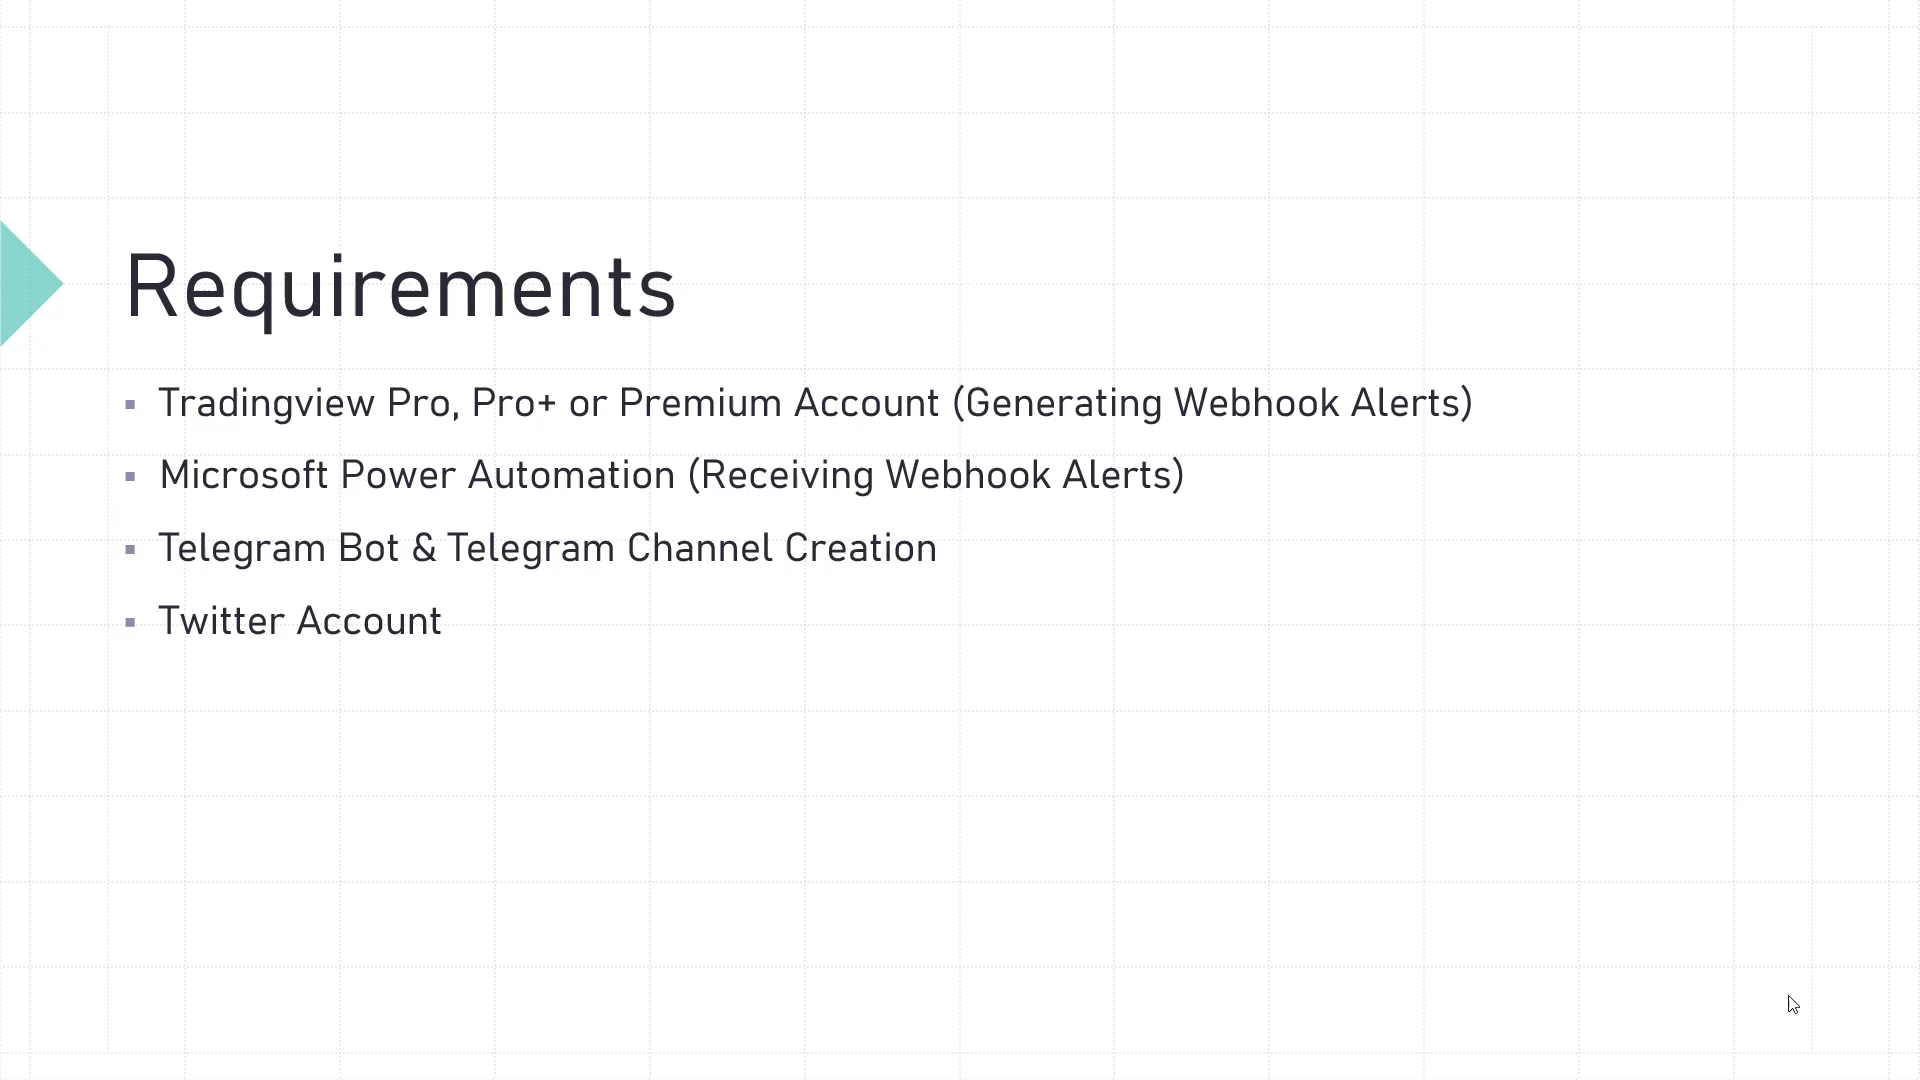 Requirements
Tradingview Pro, Pro+ or Premium Account (Generating Webhook Alerts)
Microsoft Power Automation (Receiving Webhook Alerts)
Telegram Bot & Telegram Channel Creation
Twitter Account